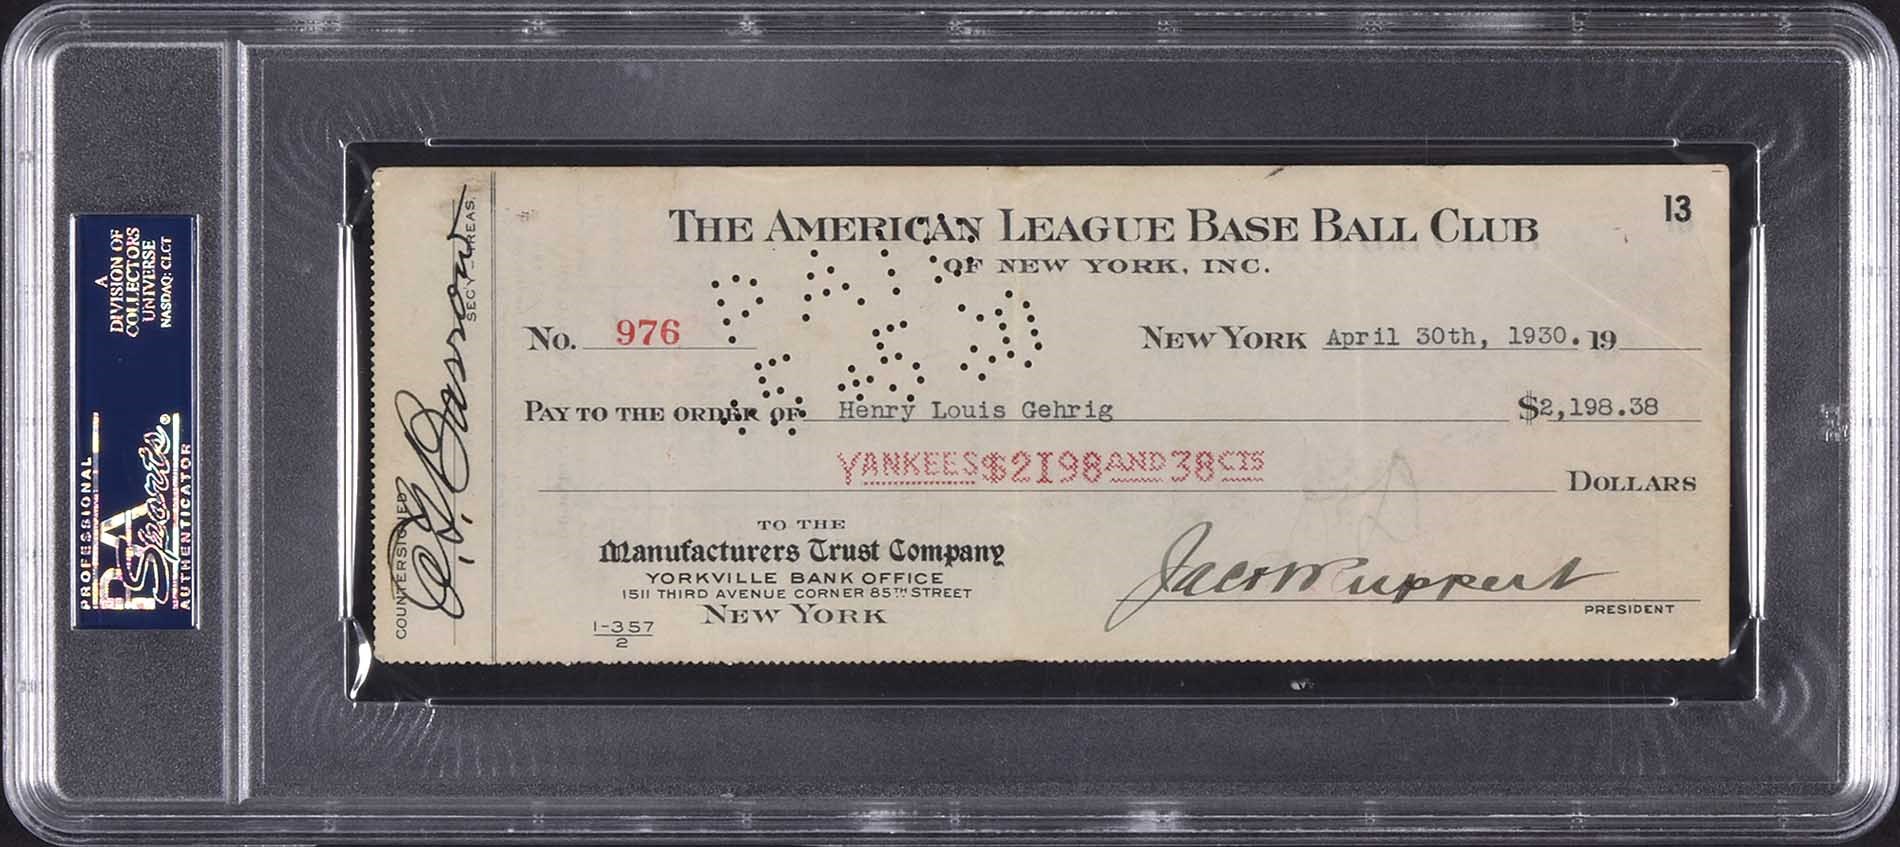 A
DIVISION OF
COLLECTORS
UNIVERSE
NASDAQ: CLCT
PROFESSIONAL
PSA
Sports®
AUTHENTICATOR
COUNTERSIGNED
E. G. Barrow
SEC'Y-TREAS.
13
THE AMERICAN LEAGUE BASE BALL CLUB
OF NEW YORK, INC.
No. 976
NEW YORK April 30th, 1930. 19
PAY TO THE ORDER OF Henry Louis Gehrig $2,198.38
YANKEES $2198 AND 38 CTS
DOLLARS
TO THE
Manufacturers Trust Company
YORKVILLE BANK OFFICE
1511 THIRD AVENUE CORNER 85TH STREET
NEW YORK
1-357
2
Jacob Ruppert
PRESIDENT